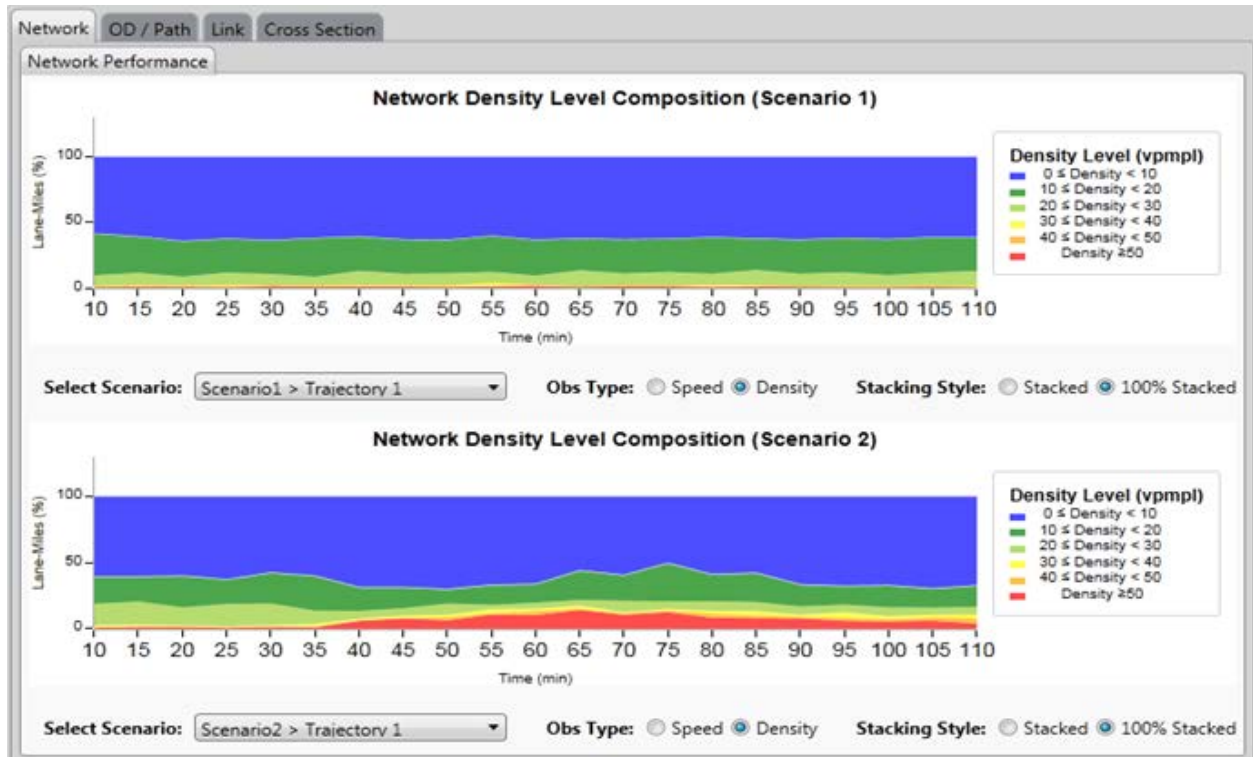 Network OD / Path Link Cross Section
Network Performance
Network Density Level Composition (Scenario 1)
Lane-Miles (%)
100
50
0
10 15 20 25 30 35 40 45 50 55 60 65 70 75 80 85 90 95 100 105 110
Time (min)
Density Level (vpmpl)
0 ≤ Density < 10
10 ≤ Density < 20
20 ≤ Density < 30
30 ≤ Density < 40
40 ≤ Density < 50
Density ≥50
Select Scenario: Scenario1 > Trajectory 1 Obs Type: Speed Density Stacking Style: Stacked 100% Stacked
Network Density Level Composition (Scenario 2)
Lane-Miles (%)
100
50
0
10 15 20 25 30 35 40 45 50 55 60 65 70 75 80 85 90 95 100 105 110
Time (min)
Density Level (vpmpl)
0 ≤ Density < 10
10 ≤ Density < 20
20 ≤ Density < 30
30 ≤ Density < 40
40 ≤ Density < 50
Density ≥50
Select Scenario: Scenario2 > Trajectory 1 Obs Type: Speed Density Stacking Style: Stacked 100% Stacked